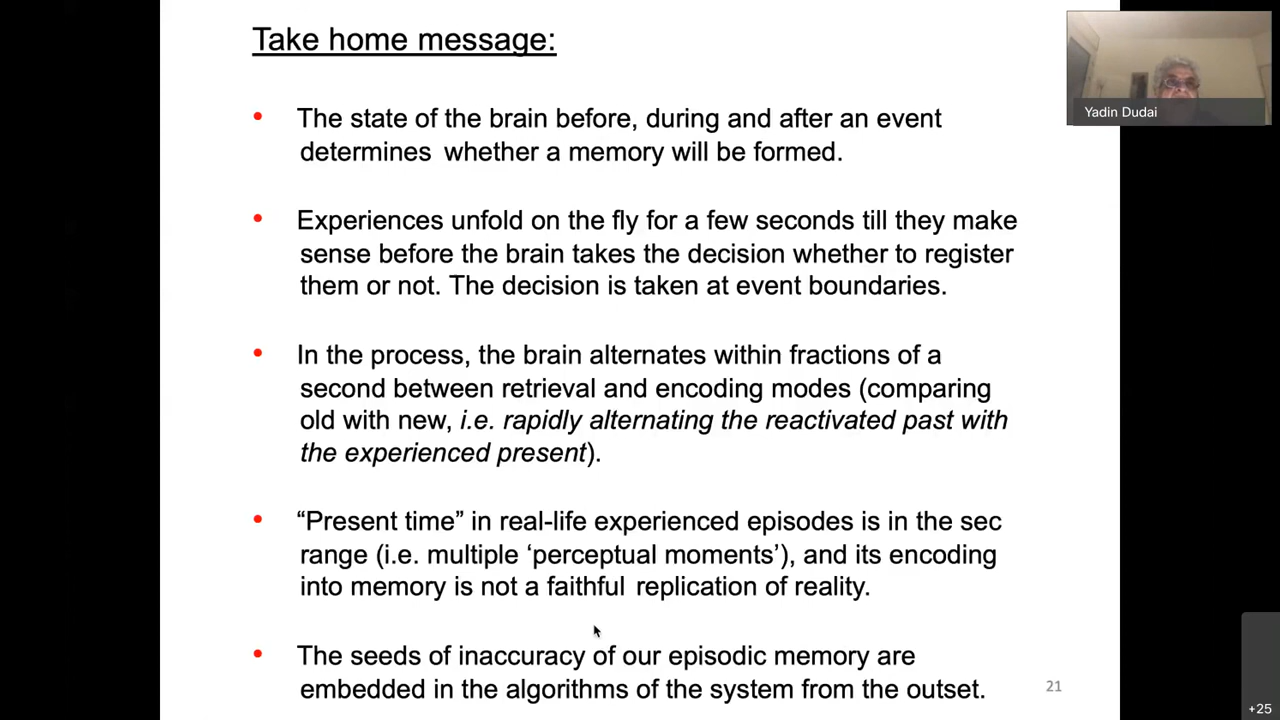 Take home message:
Yadin Dudai
• The state of the brain before, during and after an event
determines whether a memory will be formed.
• Experiences unfold on the fly for a few seconds till they make
sense before the brain takes the decision whether to register
them or not. The decision is taken at event boundaries.
• In the process, the brain alternates within fractions of a
second between retrieval and encoding modes (comparing
old with new, i.e. rapidly alternating the reactivated past with
the experienced present).
• “Present time” in real-life experienced episodes is in the sec
range (i.e. multiple ‘perceptual moments’), and its encoding
into memory is not a faithful replication of reality.
• The seeds of inaccuracy of our episodic memory are
embedded in the algorithms of the system from the outset.
21
+25